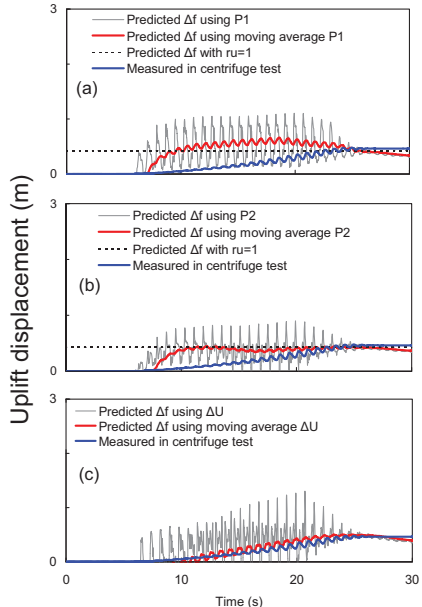 3
Predicted Δf using P1
Predicted Δf using moving average P1
Predicted Δf with ru=1
Measured in centrifuge test
(a)
0
3
Predicted Δf using P2
Predicted Δf using moving average P2
Predicted Δf with ru=1
Measured in centrifuge test
(b)
0
Uplift displacement (m)
3
Predicted Δf using ΔU
Predicted Δf using moving average ΔU
Measured in centrifuge test
(c)
0
0 10 20 30
Time (s)